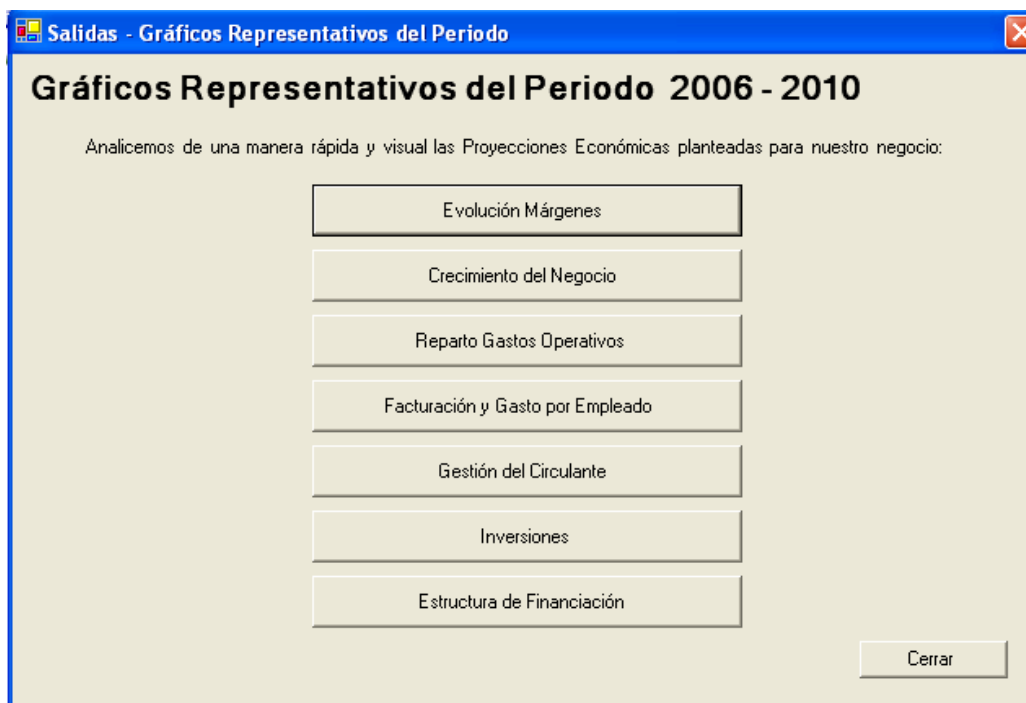 Salidas - Gráficos Representativos del Periodo
Gráficos Representativos del Periodo 2006 - 2010
Analicemos de una manera rápida y visual las Proyecciones Económicas planteadas para nuestro negocio:
Evolución Márgenes
Crecimiento del Negocio
Reparto Gastos Operativos
Facturación y Gasto por Empleado
Gestión del Circulante
Inversiones
Estructura de Financiación
Cerrar